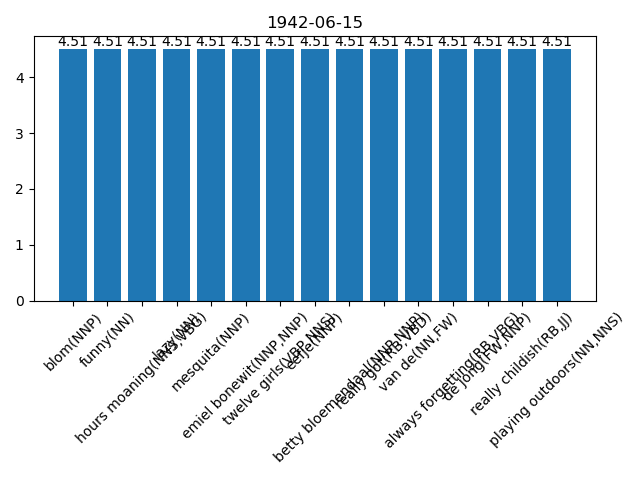 1942-06-15
4.51 4.51 4.51 4.51 4.51 4.51 4.51 4.51 4.51 4.51 4.51 4.51 4.51 4.51 4.51
4
3
2
1
0
blom(NNP)
funny(NN)
hours moaning(NNS,VBG)
lazy(NN)
mesquita(NNP)
emiel bonewit(NNP,NNP)
twelve girls(VBP,NNS)
eefje(NNP)
betty bloemendaal(NNP,NNP)
really got(RB,VBD)
van de(NN,FW)
always forgetting(RB,VBG)
de jong(FW,NNP)
really childish(RB,JJ)
playing outdoors(NN,NNS)